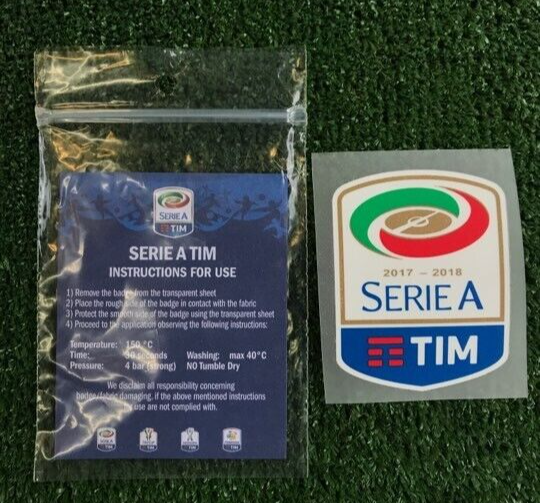 SERIE A
TIM
SERIE A TIM
INSTRUCTIONS FOR USE
1) Remove the badge from the transparent sheet
2) Place the rough side of the badge in contact with the fabric
3) Protect the smooth side of the badge using the transparent sheet
4) Proceed to the application observing the following instructions:
Temperature: 150 °C
Time: 30 seconds Washing: max 40°C
Pressure: 4 bar (strong) NO Tumble Dry
We disclaim all responsibility concerning
badge/fabric damaging, if the above mentioned instructions
use are not complied with.
2017 - 2018
SERIE A
TIM